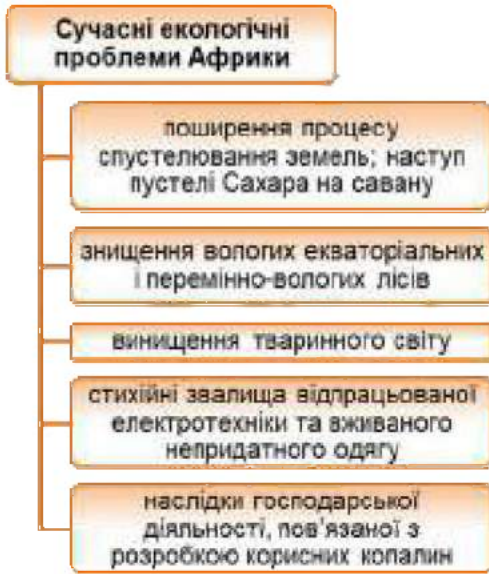 Сучасні екологічні
проблеми Африки
поширення процесу
спустелювання земель; наступ
пустелі Сахара на савану
знищення вологих екваторіальних
і перемінно-вологих лісів
винищення тваринного світу
стихійні звалища відпрацьованої
електротехніки та вживаного
непридатного одягу
наслідки господарської
діяльності, пов'язаної з
розробкою корисних копалин